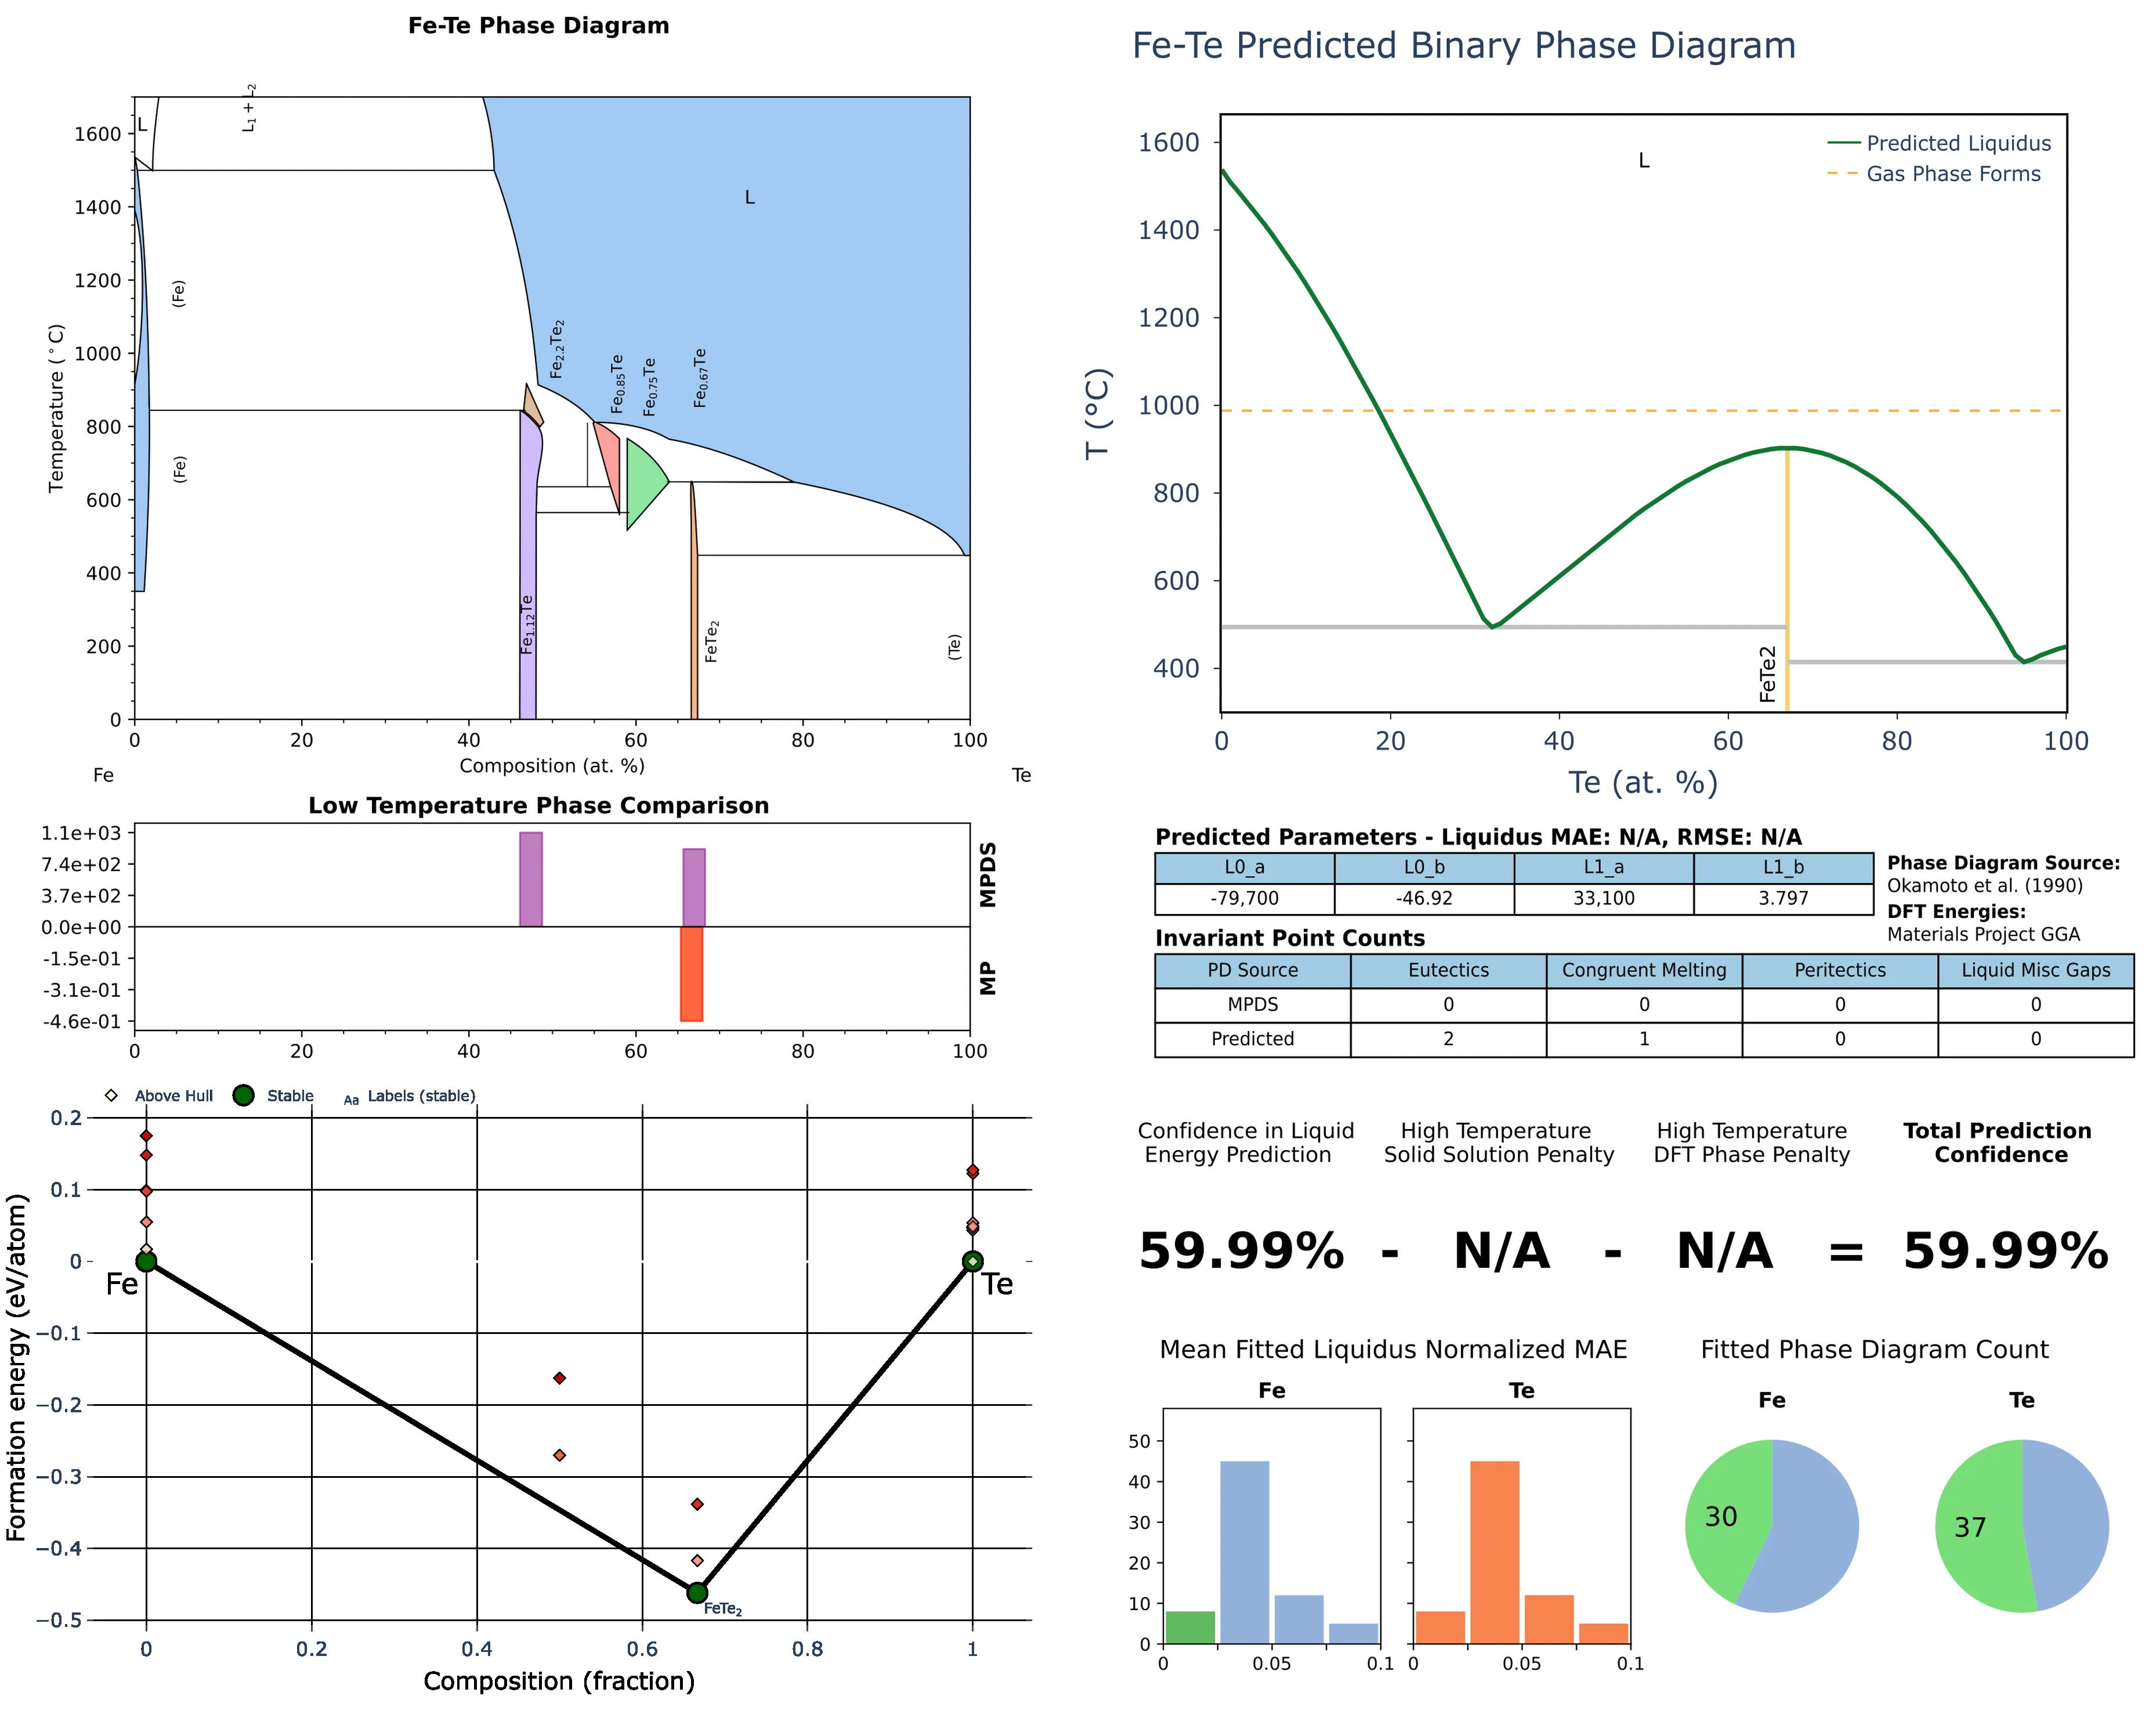 Fe-Te Phase Diagram
L
L₁ + L₂
L
(Fe)
(Fe)
Fe₂.₂Te₂
Fe₀.₈₅Te
Fe₀.₇₅Te
Fe₀.₆₇Te
Fe₁.₁₂Te
FeTe₂
(Te)
Temperature (°C)
1600
1400
1200
1000
800
600
400
200
0
0 20 40 60 80 100
Composition (at. %)
Fe Te
Low Temperature Phase Comparison
1.1e+03
7.4e+02
3.7e+02
0.0e+00
-1.5e-01
-3.1e-01
-4.6e-01
MPDS
MP
0 20 40 60 80 100
Above Hull Stable Aa Labels (stable)
Formation energy (eV/atom)
0.2
0.1
0
−0.1
−0.2
−0.3
−0.4
−0.5
Fe
Te
FeTe₂
0 0.2 0.4 0.6 0.8 1
Composition (fraction)
Fe-Te Predicted Binary Phase Diagram
L
Predicted Liquidus
Gas Phase Forms
T (°C)
1600
1400
1200
1000
800
600
400
FeTe2
0 20 40 60 80 100
Te (at. %)
Predicted Parameters - Liquidus MAE: N/A, RMSE: N/A
L0_a L0_b L1_a L1_b
-79,700 -46.92 33,100 3.797
Phase Diagram Source:
Okamoto et al. (1990)
DFT Energies:
Materials Project GGA
Invariant Point Counts
PD Source Eutectics Congruent Melting Peritectics Liquid Misc Gaps
MPDS 0 0 0 0
Predicted 2 1 0 0
Confidence in Liquid
Energy Prediction
High Temperature
Solid Solution Penalty
High Temperature
DFT Phase Penalty
Total Prediction
Confidence
59.99% - N/A - N/A = 59.99%
Mean Fitted Liquidus Normalized MAE
Fe Te
50
40
30
20
10
0
0 0.05 0.1
0 0.05 0.1
Fitted Phase Diagram Count
Fe Te
30
37